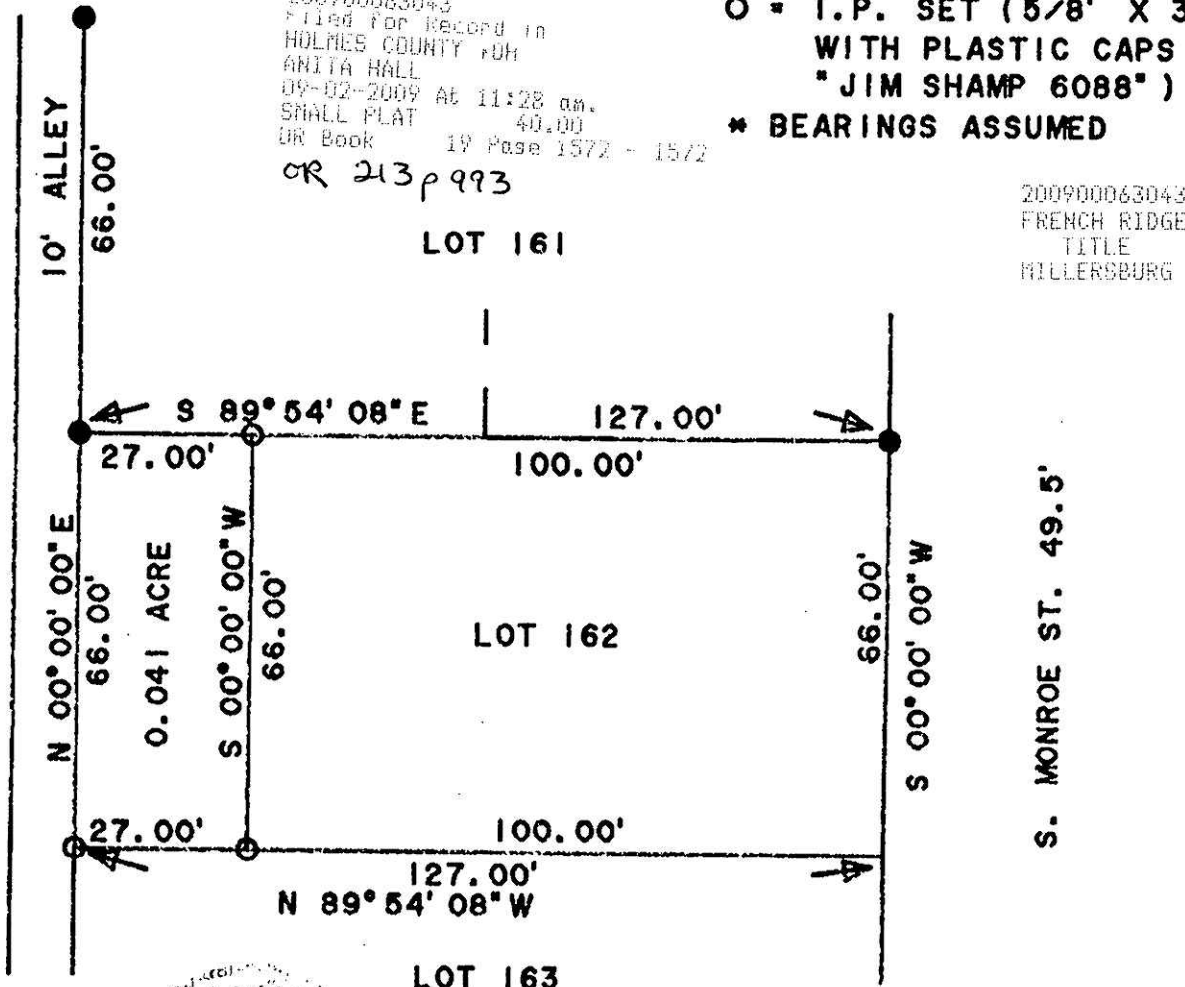 200900063043
Filed for Record in
HOLMES COUNTY, OH
ANITA HALL
09-02-2009 At 11:28 am.
SMALL PLAT 40.00
OR Book 19 Page 1572 - 1572
OR 213 p 993
O = I.P. SET (5/8" X 3
WITH PLASTIC CAPS
"JIM SHAMP 6088")
* BEARINGS ASSUMED
200900063043
FRENCH RIDGE
TITLE
MILLERSBURG
10' ALLEY
66.00'
LOT 161
S 89°54'08"E
127.00'
27.00'
100.00'
N 00°00'00"E
66.00'
0.041 ACRE
S 00°00'00"W
66.00'
LOT 162
66.00'
S 00°00'00"W
S. MONROE ST. 49.5'
27.00'
100.00'
127.00'
N 89°54'08"W
LOT 163